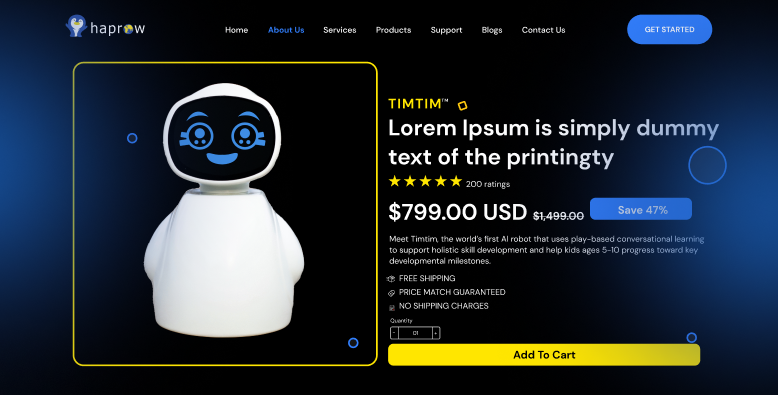 haprow
Home About Us Services Products Support Blogs Contact Us
GET STARTED
TIMTIM™
Lorem Ipsum is simply dummy
text of the printingty
200 ratings
$799.00 USD $1,499.00 Save 47%
Meet Timtim, the world's first AI robot that uses play-based conversational learning
to support holistic skill development and help kids ages 5-10 progress toward key
developmental milestones.
FREE SHIPPING
PRICE MATCH GUARANTEED
NO SHIPPING CHARGES
Quantity
- 01 +
Add To Cart